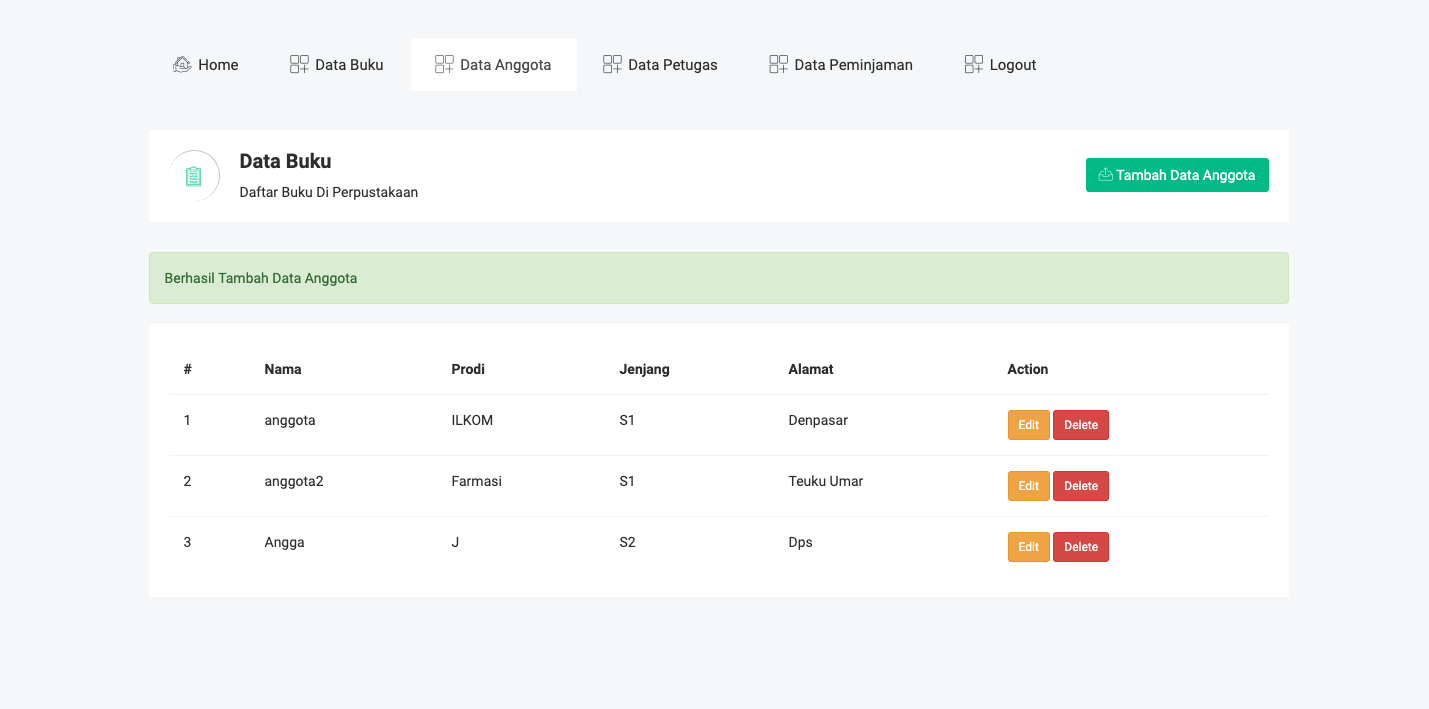 Home Data Buku Data Anggota Data Petugas Data Peminjaman Logout
Data Buku
Daftar Buku Di Perpustakaan
Tambah Data Anggota
Berhasil Tambah Data Anggota
# Nama Prodi Jenjang Alamat Action
1 anggota ILKOM S1 Denpasar Edit Delete
2 anggota2 Farmasi S1 Teuku Umar Edit Delete
3 Angga J S2 Dps Edit Delete